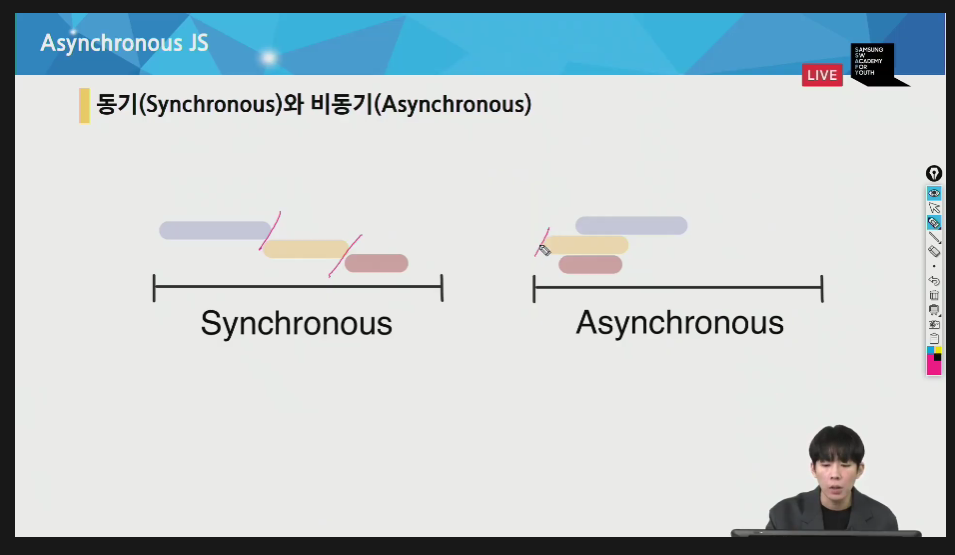 Asynchronous JS
LIVE
SAMSUNG
SW
ACADEMY
FOR
YOUTH
동기(Synchronous)와 비동기(Asynchronous)
Synchronous
Asynchronous